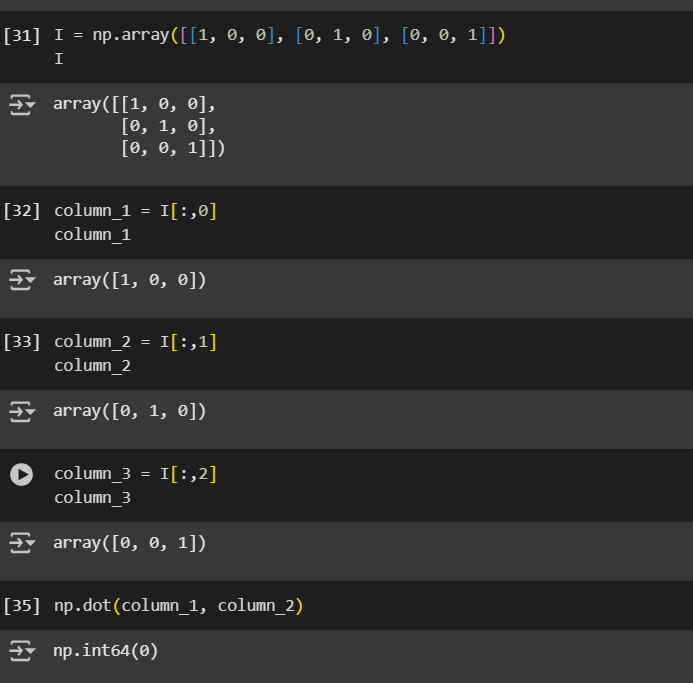 [31] I = np.array([[1, 0, 0], [0, 1, 0], [0, 0, 1]])
I
array([[1, 0, 0],
[0, 1, 0],
[0, 0, 1]])
[32] column_1 = I[:,0]
column_1
array([1, 0, 0])
[33] column_2 = I[:,1]
column_2
array([0, 1, 0])
column_3 = I[:,2]
column_3
array([0, 0, 1])
[35] np.dot(column_1, column_2)
np.int64(0)